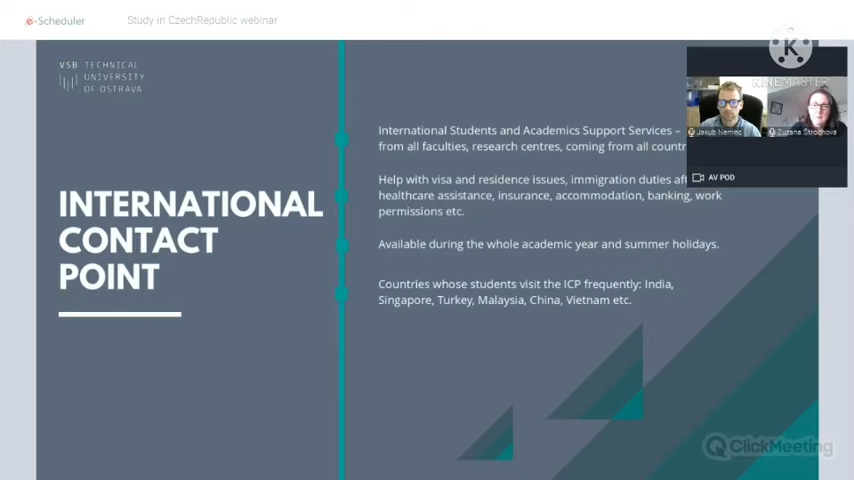 e-Scheduler
Study in CzechRepublic webinar
VSB TECHNICAL
UNIVERSITY
OF OSTRAVA
INTERNATIONAL
CONTACT
POINT
International Students and Academics Support Services –
from all faculties, research centres, coming from all countr
Help with visa and residence issues, immigration duties aft
healthcare assistance, insurance, accommodation, banking, work
permissions etc.
Available during the whole academic year and summer holidays.
Countries whose students visit the ICP frequently: India,
Singapore, Turkey, Malaysia, China, Vietnam etc.
K
KINEMASTER
Jakub Nemec
Zuzana Štrochová
AV POD
ClickMeeting